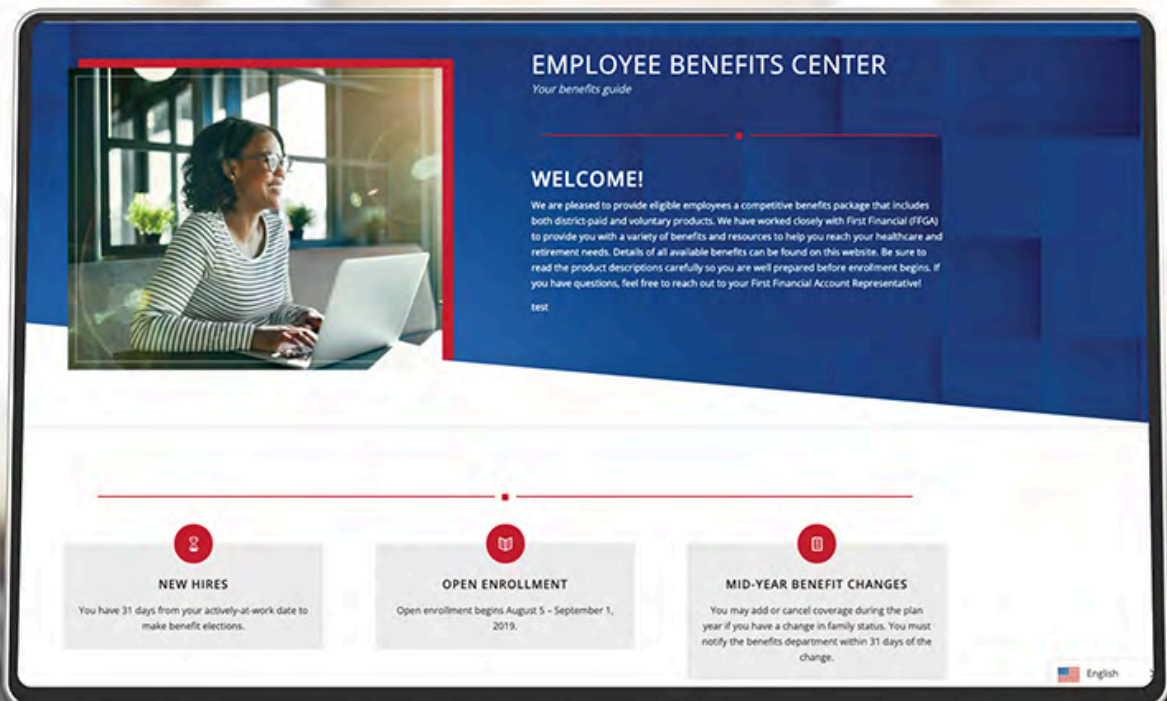 EMPLOYEE BENEFITS CENTER
Your benefits guide
WELCOME!
We are pleased to provide eligible employees a competitive benefits package that includes
both district-paid and voluntary products. We have worked closely with First Financial (FFGA)
to provide you with a variety of benefits and resources to help you reach your healthcare and
retirement needs. Details of all available benefits can be found on this website. Be sure to
read the product descriptions carefully so you are well prepared before enrollment begins. If
you have questions, feel free to reach out to your First Financial Account Representative!
test
NEW HIRES
You have 31 days from your actively-at-work date to
make benefit elections.
OPEN ENROLLMENT
Open enrollment begins August 5 – September 1,
2019.
MID-YEAR BENEFIT CHANGES
You may add or cancel coverage during the plan
year if you have a change in family status. You must
notify the benefits department within 31 days of the
change.
English